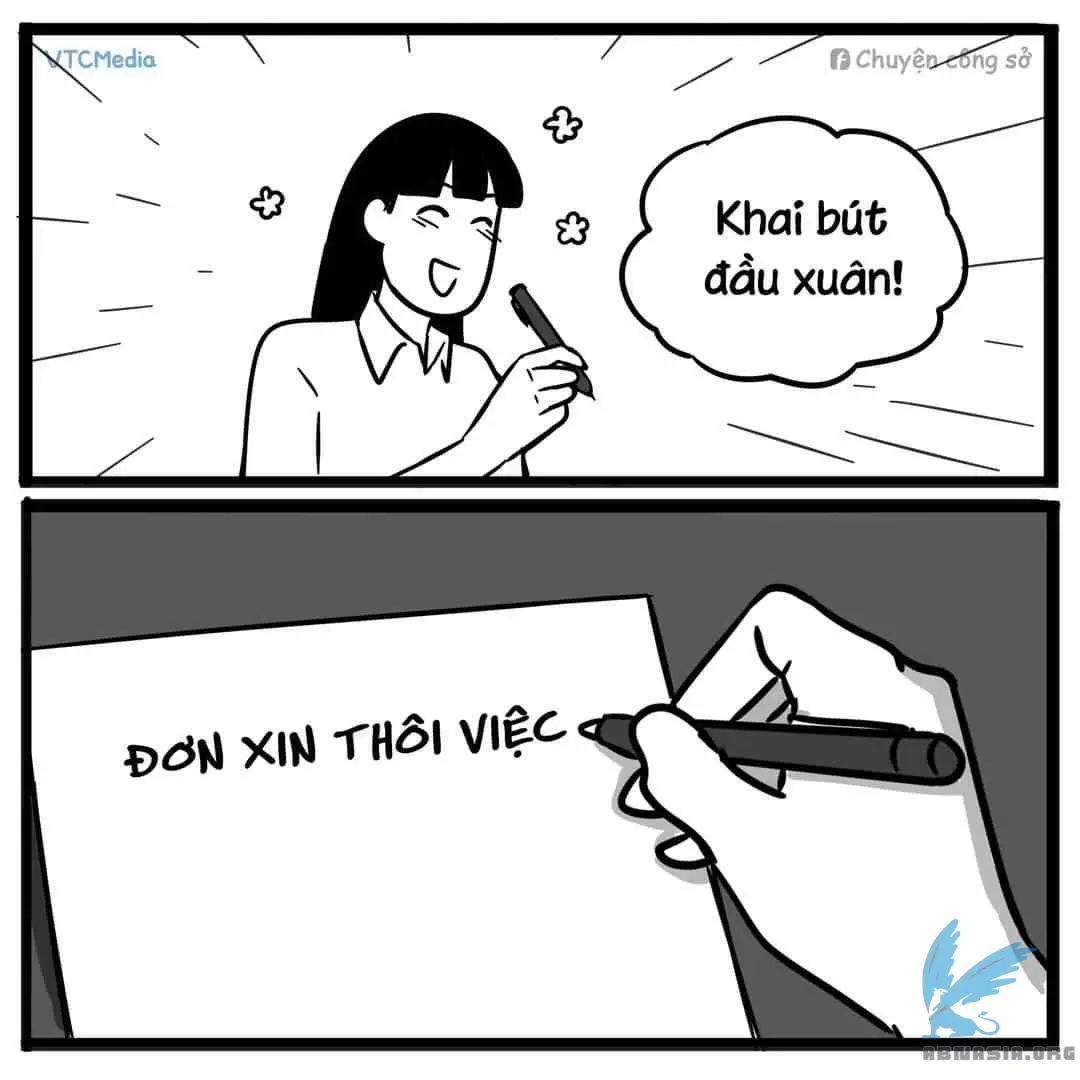 VTCMedia
Chuyện công sở
Khai bút
đầu xuân!
ĐƠN XIN THÔI VIỆC
ABMASIA.ORG